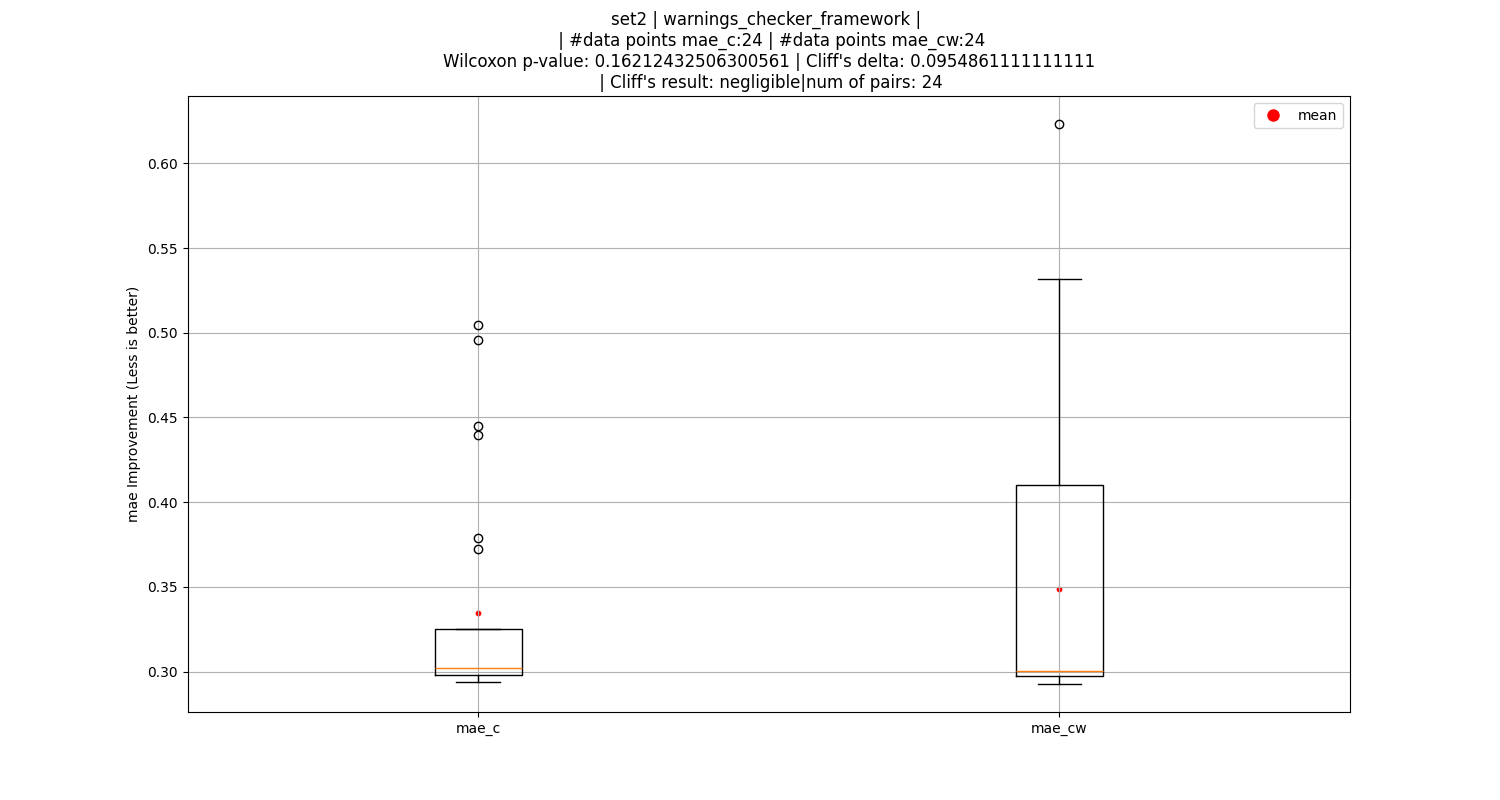 set2 | warnings_checker_framework |
| #data points mae_c:24 | #data points mae_cw:24
Wilcoxon p-value: 0.16212432506300561 | Cliff's delta: 0.0954861111111111
| Cliff's result: negligible|num of pairs: 24
mean
0.60
0.55
0.50
0.45
0.40
0.35
0.30
mae Improvement (Less is better)
mae_c
mae_cw